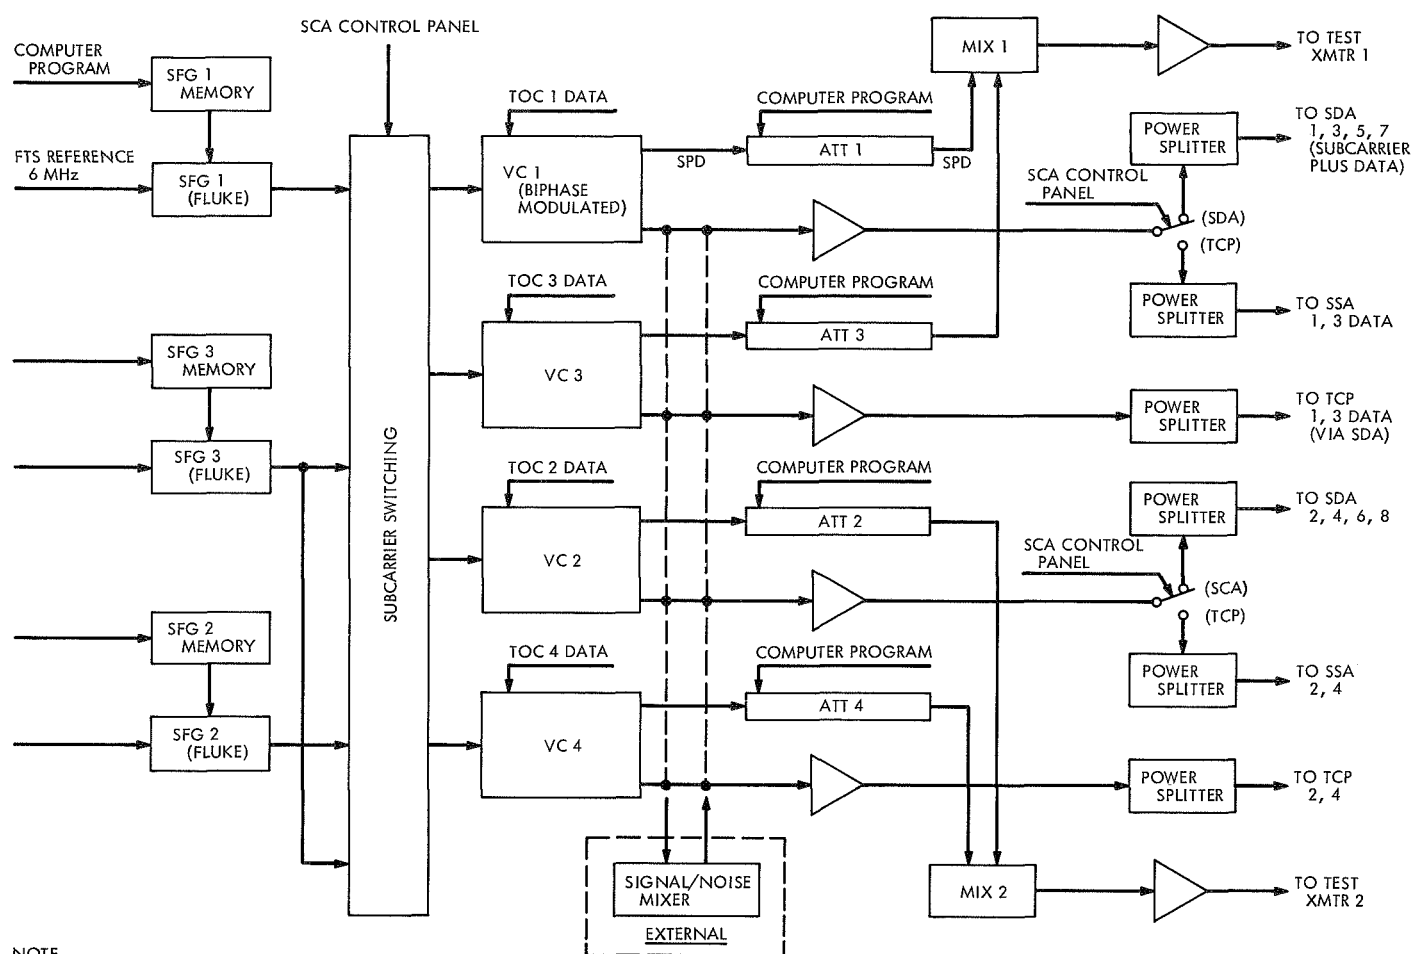 SCA CONTROL PANEL
COMPUTER
PROGRAM
SFG 1
MEMORY
FTS REFERENCE
6 MHz
SFG 1
(FLUKE)
SFG 3
MEMORY
SFG 3
(FLUKE)
SFG 2
MEMORY
SFG 2
(FLUKE)
SUBCARRIER SWITCHING
TOC 1 DATA
VC 1
(BIPHASE
MODULATED)
SPD
COMPUTER PROGRAM
ATT 1
SPD
MIX 1
TO TEST
XMTR 1
POWER
SPLITTER
TO SDA
1, 3, 5, 7
(SUBCARRIER
PLUS DATA)
SCA CONTROL
PANEL
(SDA)
(TCP)
POWER
SPLITTER
TO SSA
1, 3 DATA
TOC 3 DATA
VC 3
COMPUTER PROGRAM
ATT 3
POWER
SPLITTER
TO TCP
1, 3 DATA
(VIA SDA)
TOC 2 DATA
VC 2
COMPUTER PROGRAM
ATT 2
POWER
SPLITTER
TO SDA
2, 4, 6, 8
SCA CONTROL
PANEL
(SCA)
(TCP)
POWER
SPLITTER
TO SSA
2, 4
TOC 4 DATA
VC 4
COMPUTER PROGRAM
ATT 4
POWER
SPLITTER
TO TCP
2, 4
SIGNAL/NOISE
MIXER
EXTERNAL
MIX 2
TO TEST
XMTR 2
NOTE